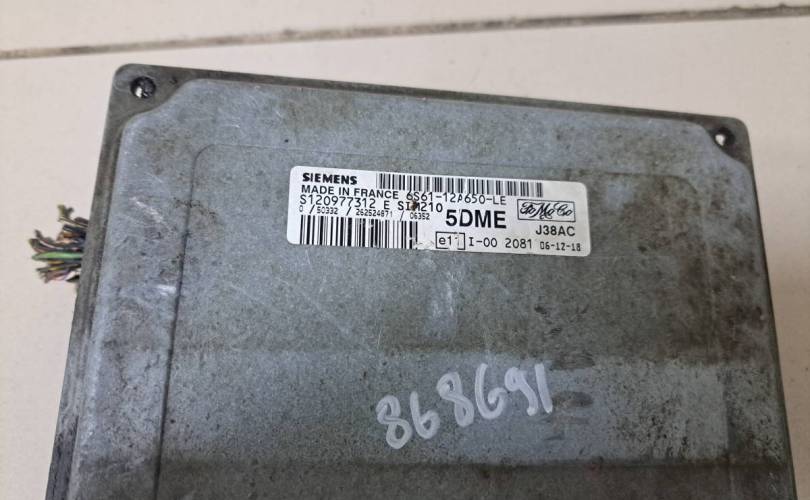 SIEMENS
MADE IN FRANCE 6S61-12A650-LE
S120977312 E SIM210
0 / 50332 / 262524871 / 06352
5DME
FoMoCo
J38AC
e11 I-00 2081 06-12-18
868691